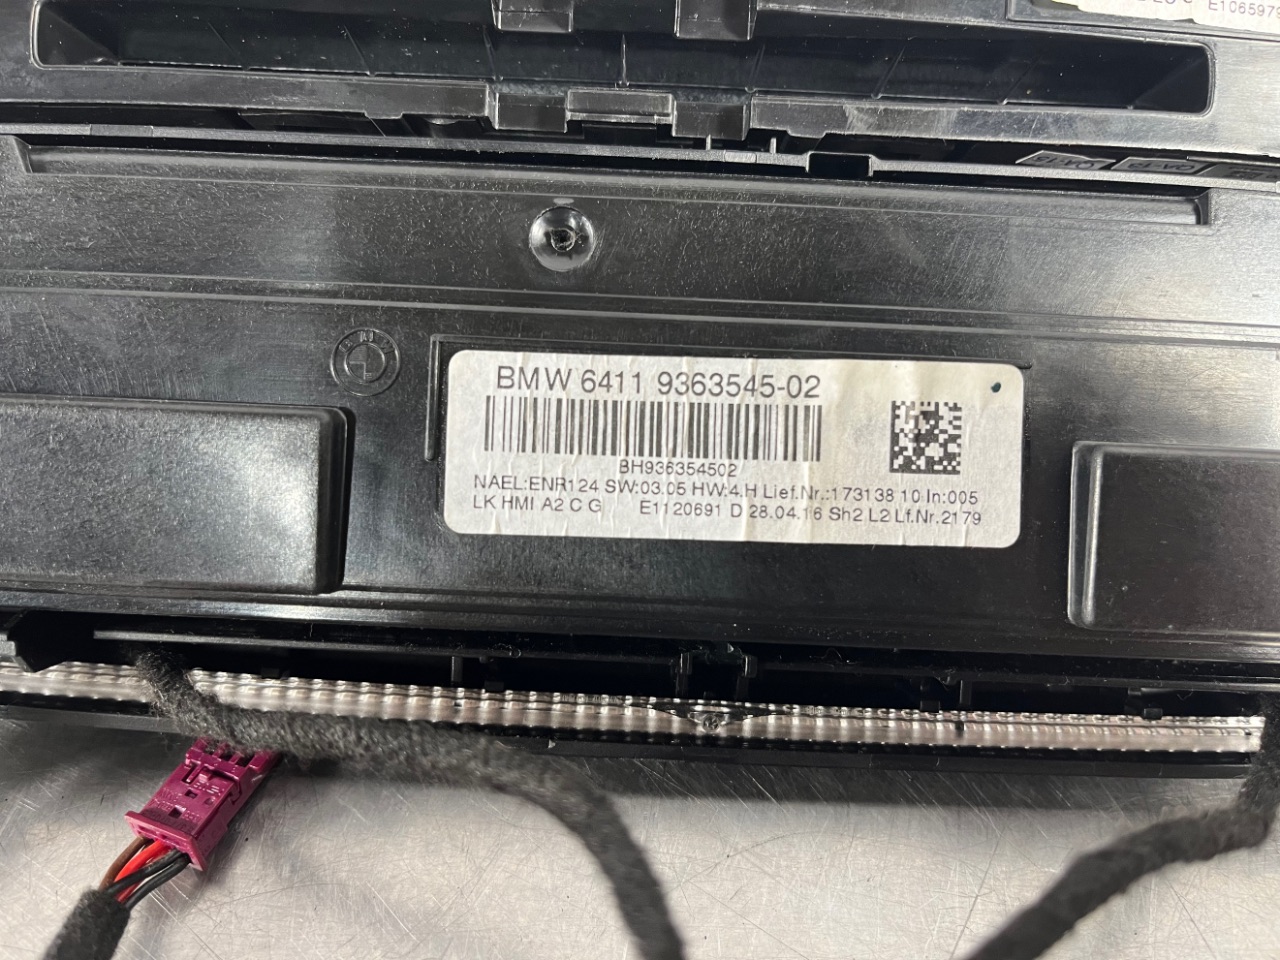 E106597
BMW 6411 9363545-02
BH936354502
NAEL:ENR124 SW:03.05 HW:4.H Lief.Nr.:173138 10 In:005
LK HMI A2 C G E1120691 D 28.04.16 Sh2 L2 Lf.Nr.2179